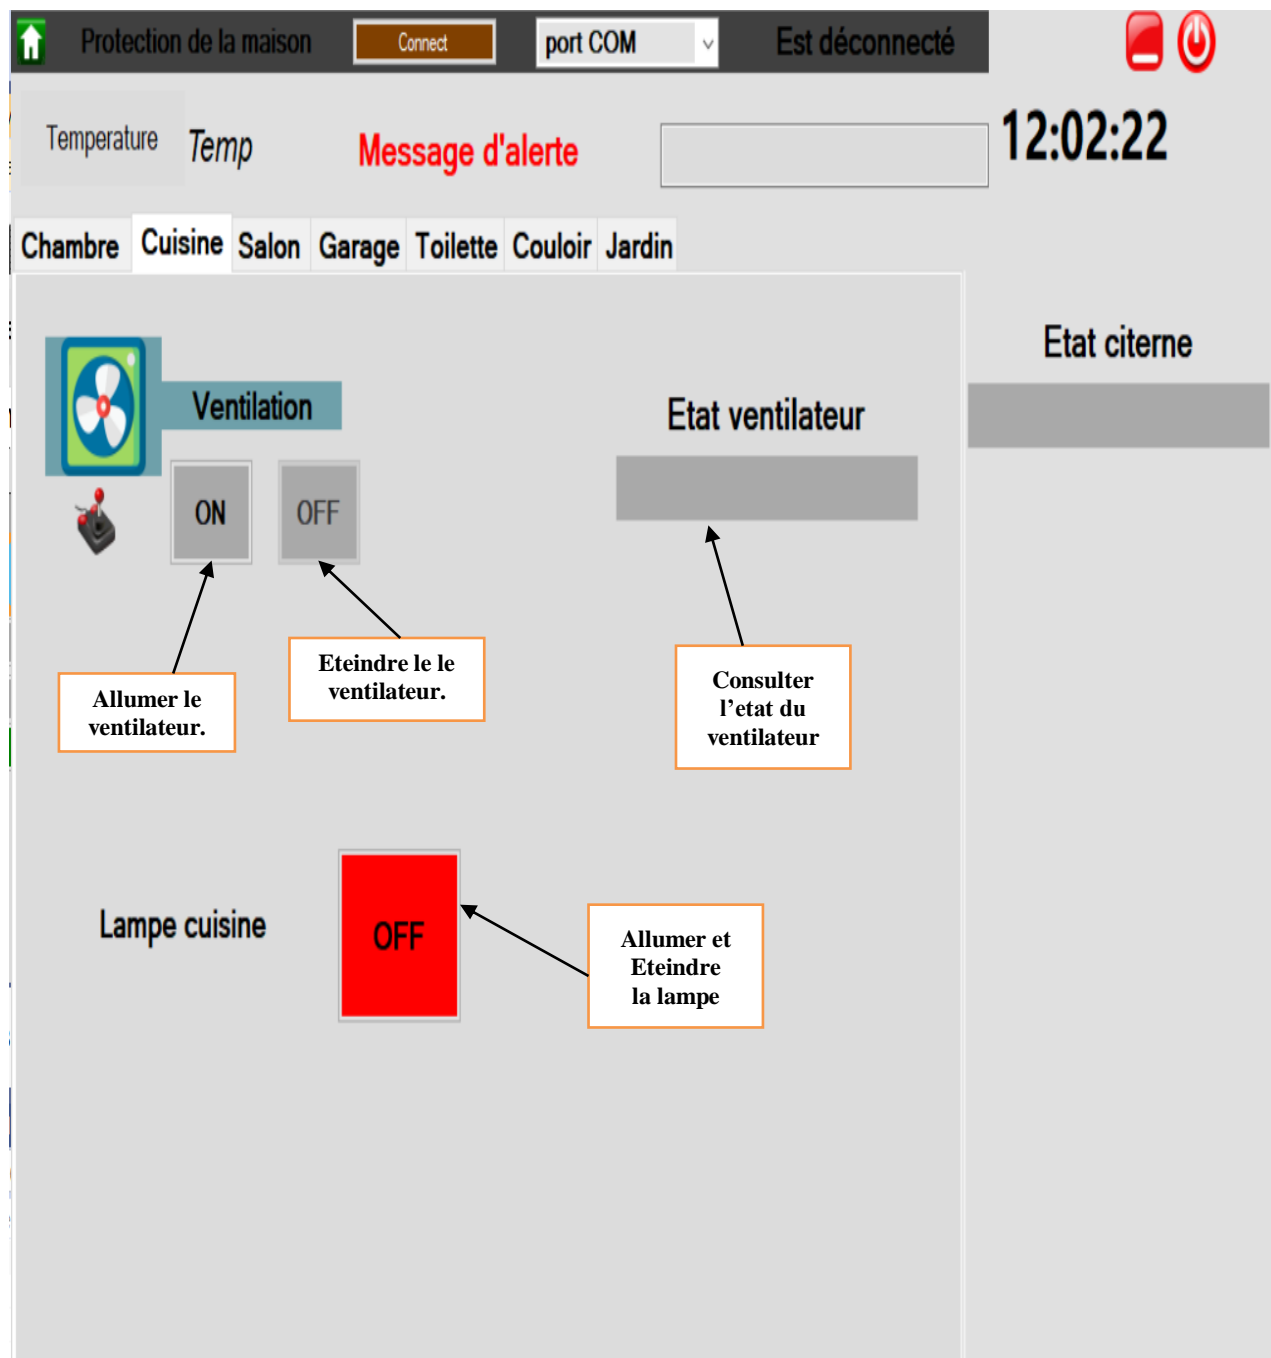 Protection de la maison Connect port COM Est déconnecté
Temperature Temp Message d'alerte 12:02:22
Chambre Cuisine Salon Garage Toilette Couloir Jardin
Etat citerne
Ventilation Etat ventilateur
ON OFF
Allumer le
ventilateur.
Eteindre le le
ventilateur.
Consulter
l’etat du
ventilateur
Lampe cuisine OFF
Allumer et
Eteindre
la lampe